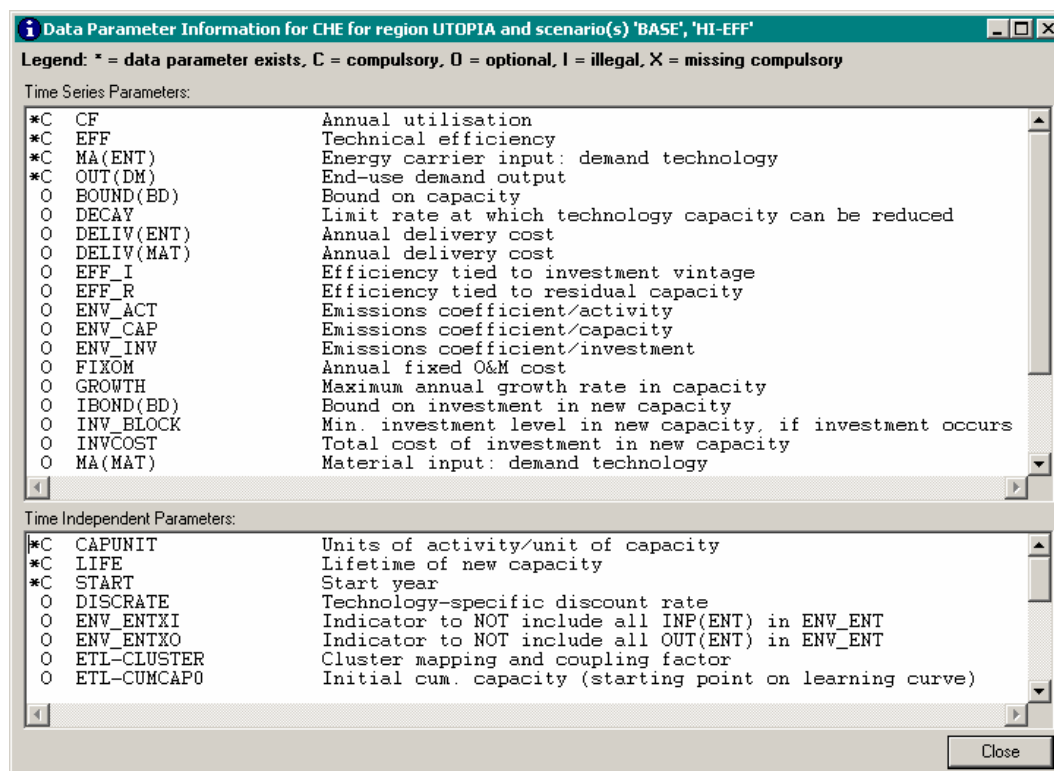 Data Parameter Information for CHE for region UTOPIA and scenario(s) 'BASE', 'HI-EFF'
Legend: * = data parameter exists, C = compulsory, O = optional, I = illegal, X = missing compulsory
Time Series Parameters:
*C CF Annual utilisation
*C EFF Technical efficiency
*C MA(ENT) Energy carrier input: demand technology
*C OUT(DM) End-use demand output
O BOUND(BD) Bound on capacity
O DECAY Limit rate at which technology capacity can be reduced
O DELIV(ENT) Annual delivery cost
O DELIV(MAT) Annual delivery cost
O EFF_I Efficiency tied to investment vintage
O EFF_R Efficiency tied to residual capacity
O ENV_ACT Emissions coefficient/activity
O ENV_CAP Emissions coefficient/capacity
O ENV_INV Emissions coefficient/investment
O FIXOM Annual fixed O&M cost
O GROWTH Maximum annual growth rate in capacity
O IBOND(BD) Bound on investment in new capacity
O INV_BLOCK Min. investment level in new capacity, if investment occurs
O INVCOST Total cost of investment in new capacity
O MA(MAT) Material input: demand technology
Time Independent Parameters:
*C CAPUNIT Units of activity/unit of capacity
*C LIFE Lifetime of new capacity
*C START Start year
O DISCRATE Technology-specific discount rate
O ENV_ENTXI Indicator to NOT include all INP(ENT) in ENV_ENT
O ENV_ENTXO Indicator to NOT include all OUT(ENT) in ENV_ENT
O ETL-CLUSTER Cluster mapping and coupling factor
O ETL-CUMCAP0 Initial cum. capacity (starting point on learning curve)
Close